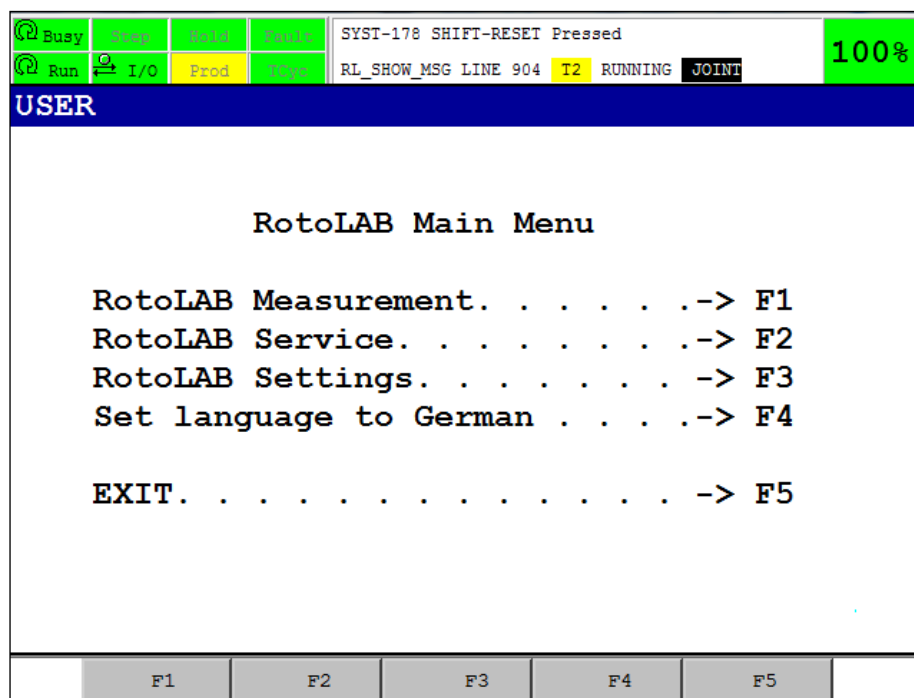 Busy Step Hold Fault SYST-178 SHIFT-RESET Pressed
Run I/O Prod TCyc RL_SHOW_MSG LINE 904 T2 RUNNING JOINT 100%
USER
RotoLAB Main Menu
RotoLAB Measurement. . . . . .-> F1
RotoLAB Service. . . . . . . .-> F2
RotoLAB Settings. . . . . . . -> F3
Set language to German . . . .-> F4
EXIT. . . . . . . . . . . . . -> F5
F1 F2 F3 F4 F5